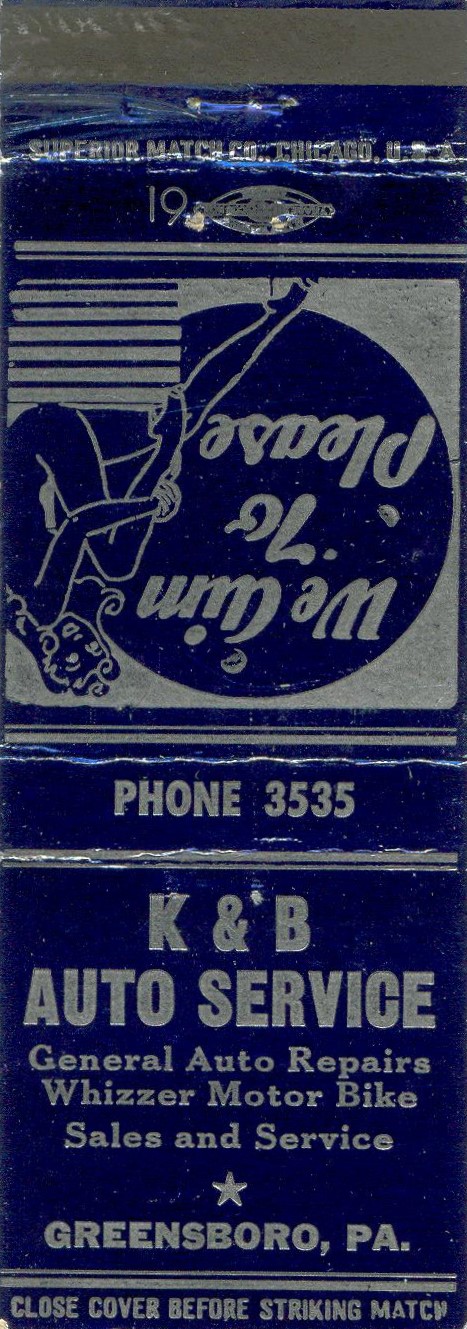 SUPERIOR MATCH CO., CHICAGO, U.S.A.
19
We Aim
To
Please
PHONE 3535
K & B
AUTO SERVICE
General Auto Repairs
Whizzer Motor Bike
Sales and Service
GREENSBORO, PA.
CLOSE COVER BEFORE STRIKING MATCH